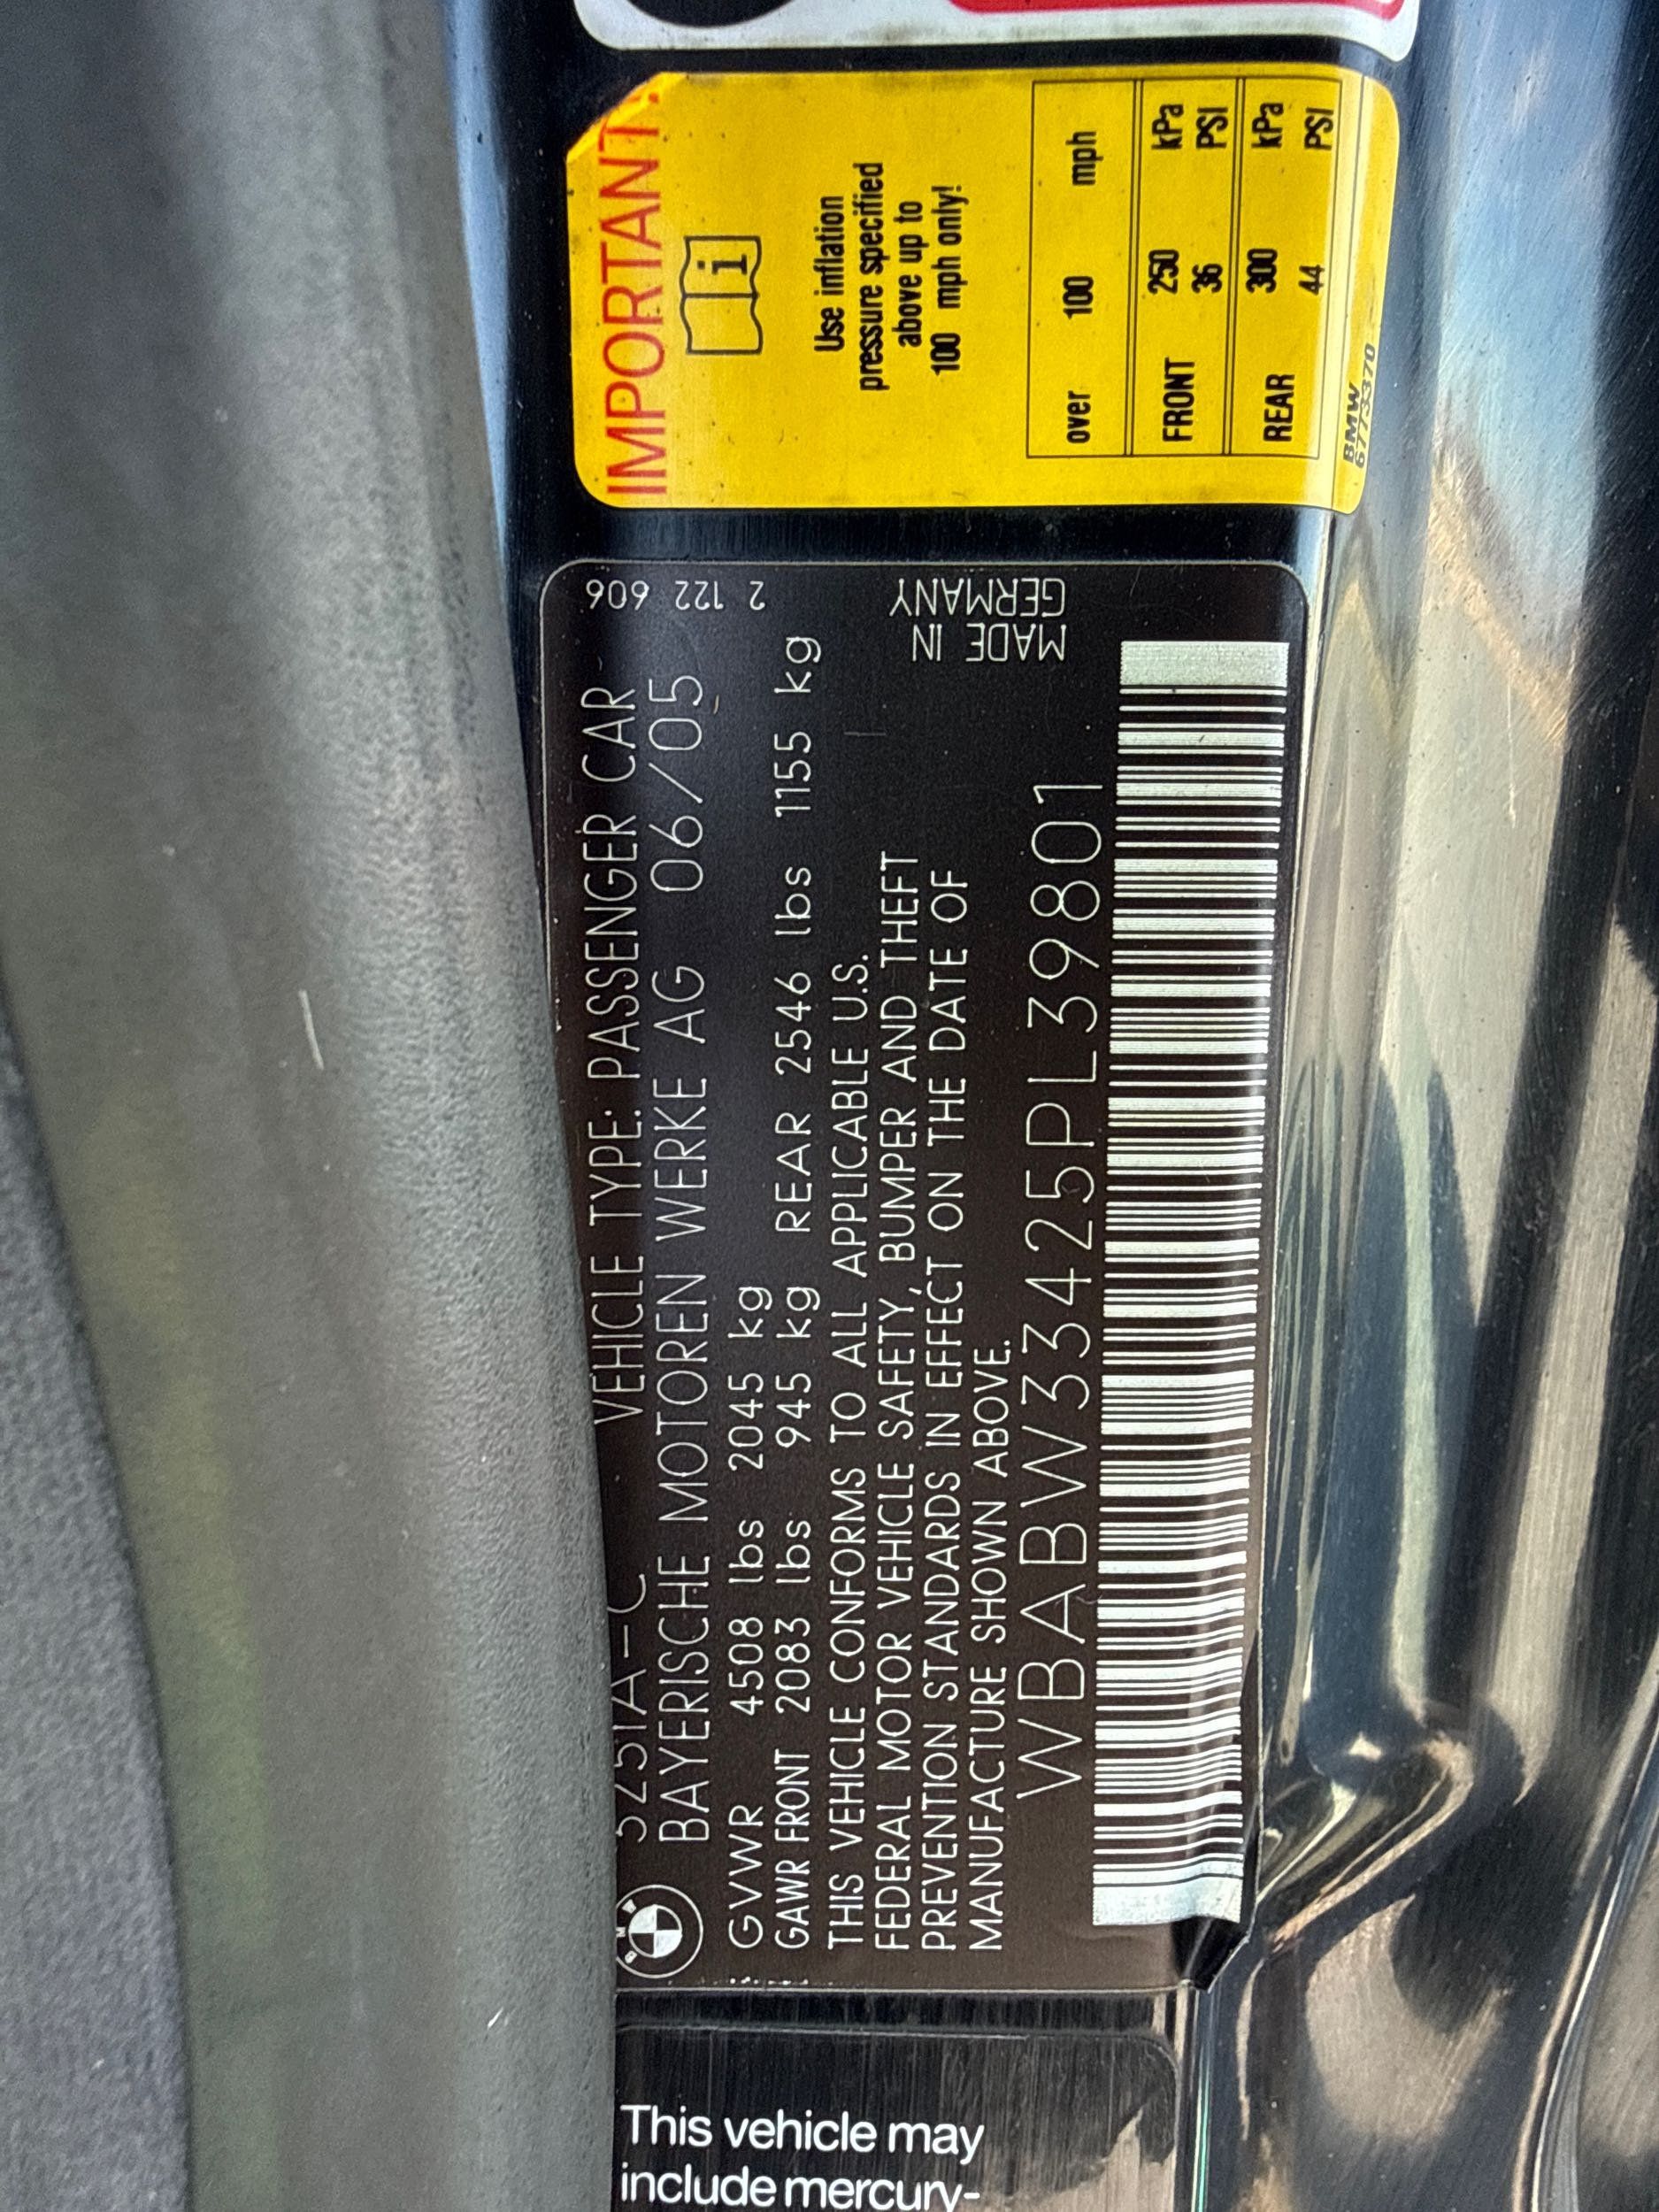 325iA-C VEHICLE TYPE: PASSENGER CAR
BAYERISCHE MOTOREN WERKE AG 06/05
GVWR 4508 lbs 2045 kg
GAWR FRONT 2083 lbs 945 kg REAR 2546 lbs 1155 kg
THIS VEHICLE CONFORMS TO ALL APPLICABLE U.S.
FEDERAL MOTOR VEHICLE SAFETY, BUMPER AND THEFT
PREVENTION STANDARDS IN EFFECT ON THE DATE OF
MANUFACTURE SHOWN ABOVE.
WBABW33425PL39801
2 122 606
MADE IN
GERMANY
IMPORTANT!
i
Use inflation
pressure specified
above up to
100 mph only!
over 100 mph
FRONT 250 kPa
36 PSI
REAR 300 kPa
44 PSI
BMW
6773370
This vehicle may
include mercury-
BMW